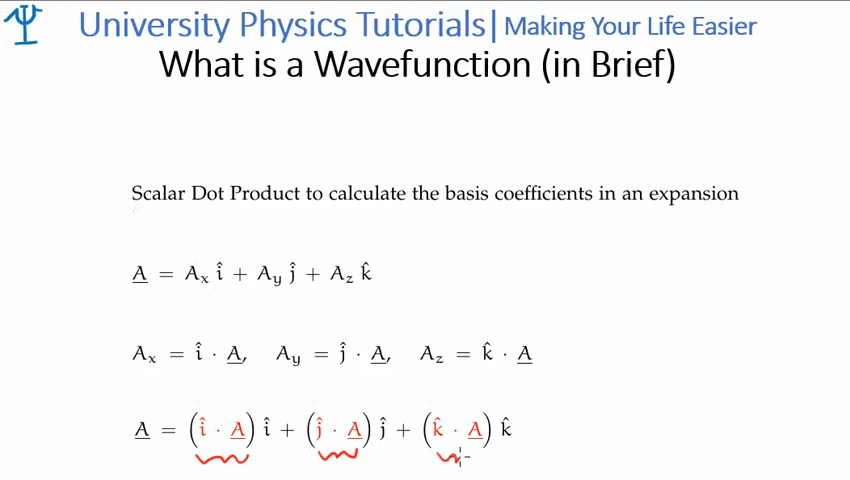 University Physics Tutorials| Making Your Life Easier
What is a Wavefunction (in Brief)
Scalar Dot Product to calculate the basis coefficients in an expansion
A̲ = Aₓ î + A_y ĵ + A_z k̂
Aₓ = î · A̲, A_y = ĵ · A̲, A_z = k̂ · A̲
A̲ = (î · A̲) î + (ĵ · A̲) ĵ + (k̂ · A̲) k̂